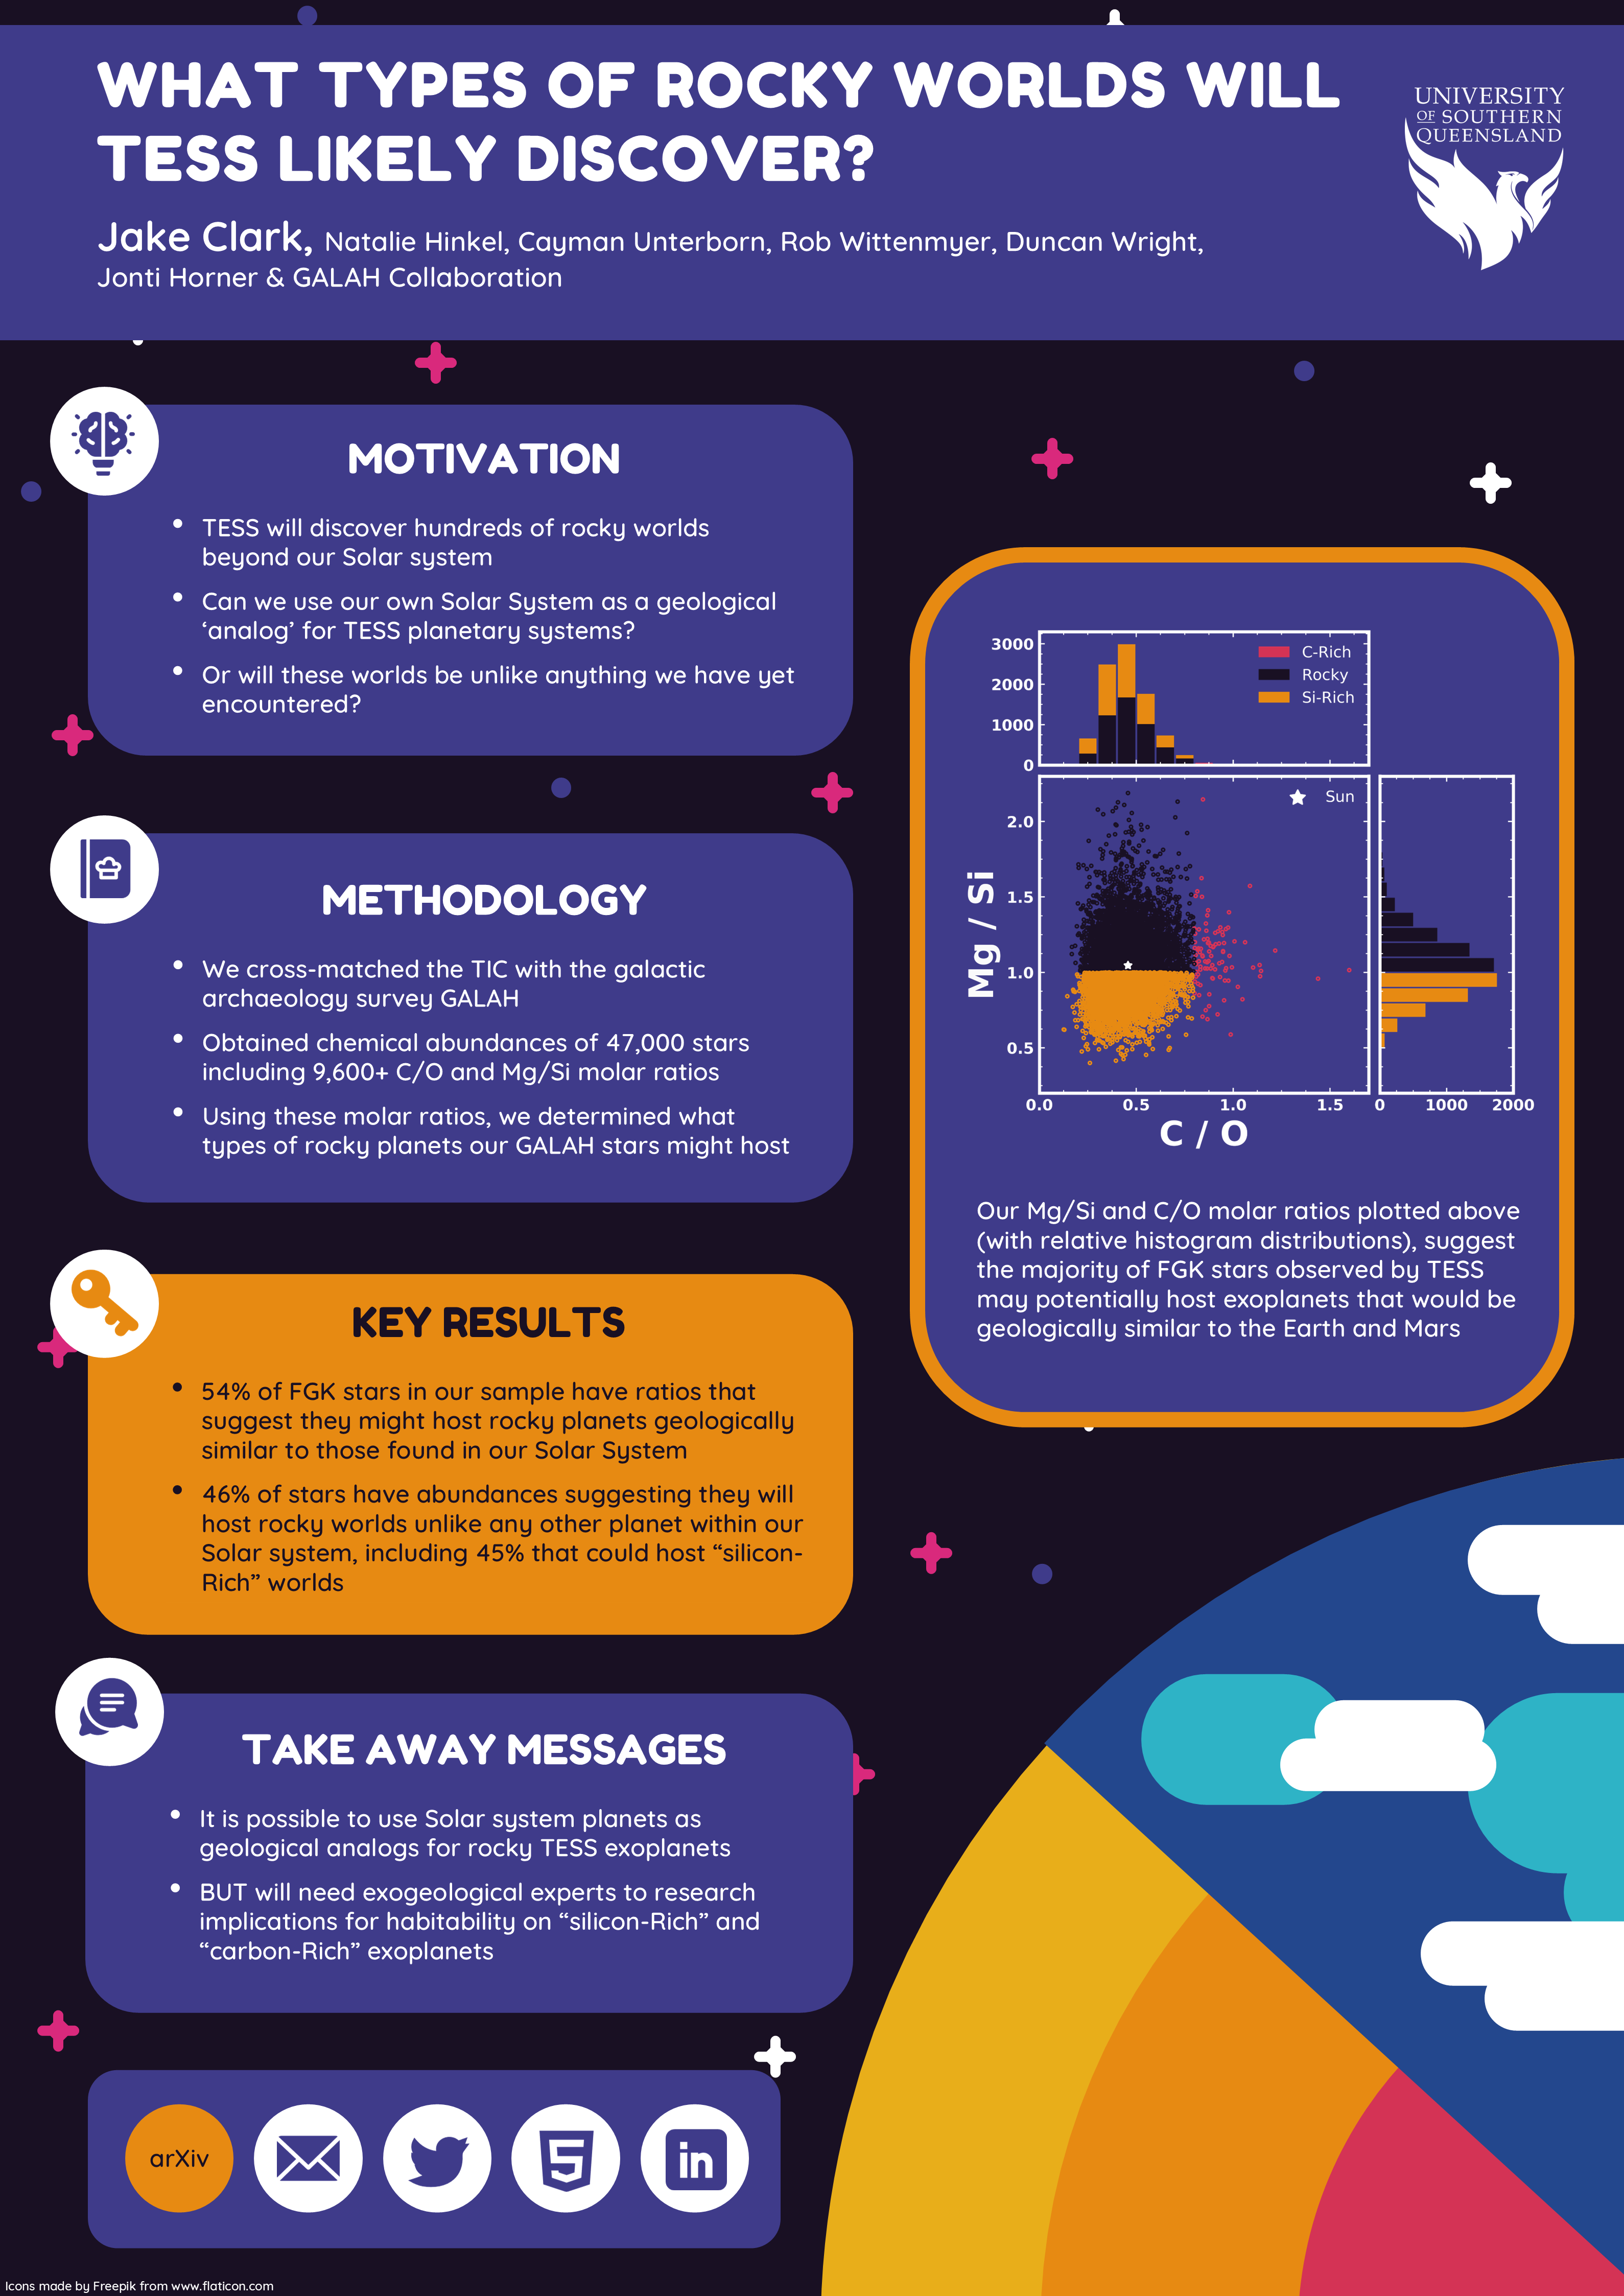 WHAT TYPES OF ROCKY WORLDS WILL
TESS LIKELY DISCOVER?
UNIVERSITY
OF SOUTHERN
QUEENSLAND
Jake Clark, Natalie Hinkel, Cayman Unterborn, Rob Wittenmyer, Duncan Wright,
Jonti Horner & GALAH Collaboration
MOTIVATION
• TESS will discover hundreds of rocky worlds
beyond our Solar system
• Can we use our own Solar System as a geological
‘analog’ for TESS planetary systems?
• Or will these worlds be unlike anything we have yet
encountered?
METHODOLOGY
• We cross-matched the TIC with the galactic
archaeology survey GALAH
• Obtained chemical abundances of 47,000 stars
including 9,600+ C/O and Mg/Si molar ratios
• Using these molar ratios, we determined what
types of rocky planets our GALAH stars might host
KEY RESULTS
• 54% of FGK stars in our sample have ratios that
suggest they might host rocky planets geologically
similar to those found in our Solar System
• 46% of stars have abundances suggesting they will
host rocky worlds unlike any other planet within our
Solar system, including 45% that could host “silicon-
Rich” worlds
TAKE AWAY MESSAGES
• It is possible to use Solar system planets as
geological analogs for rocky TESS exoplanets
• BUT will need exogeological experts to research
implications for habitability on “silicon-Rich” and
“carbon-Rich” exoplanets
arXiv
in
Icons made by Freepik from www.flaticon.com
3000
2000
1000
0
C-Rich
Rocky
Si-Rich
Sun
Mg / Si
2.0
1.5
1.0
0.5
0.0 0.5 1.0 1.5 0 1000 2000
C / O
Our Mg/Si and C/O molar ratios plotted above
(with relative histogram distributions), suggest
the majority of FGK stars observed by TESS
may potentially host exoplanets that would be
geologically similar to the Earth and Mars